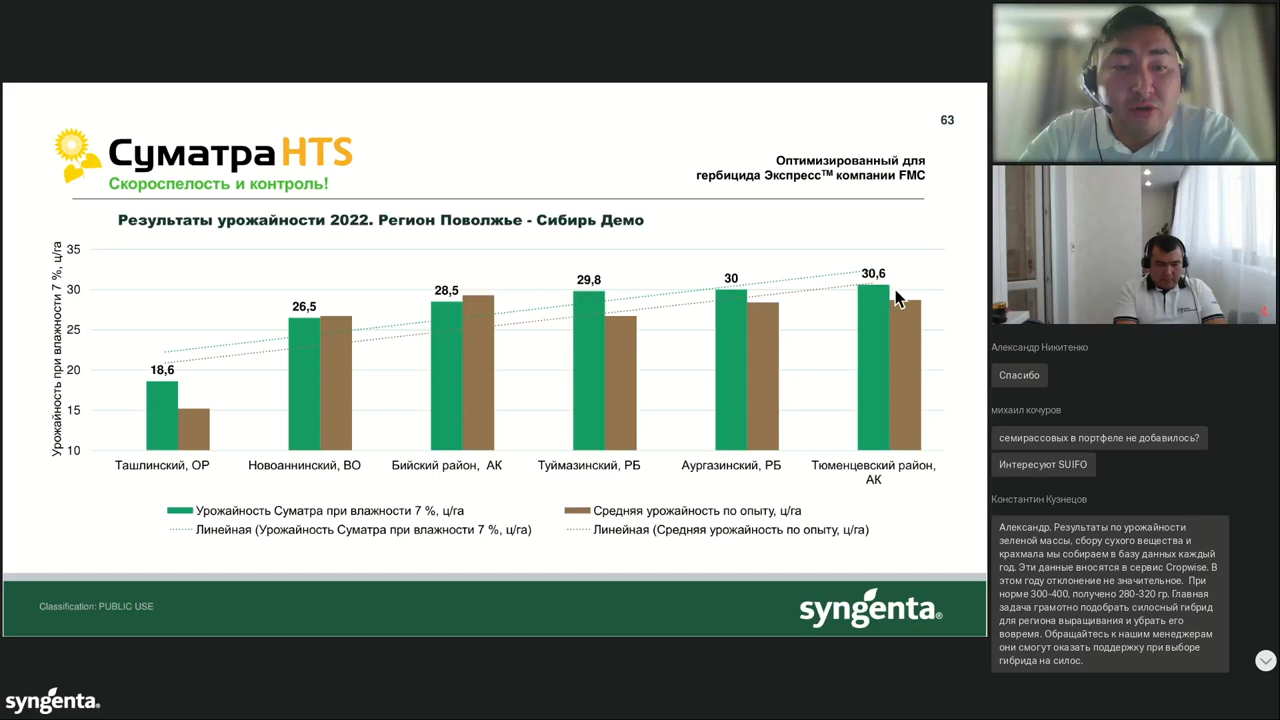 63
Суматра HTS
Скороспелость и контроль!
Оптимизированный для
гербицида Экспресс™ компании FMC
Результаты урожайности 2022. Регион Поволжье - Сибирь Демо
Урожайность при влажности 7 %, ц/га
35
30
25
20
15
10
18,6
26,5
28,5
29,8
30
30,6
Ташлинский, ОР
Новоаннинский, ВО
Бийский район, АК
Туймазинский, РБ
Аургазинский, РБ
Тюменцевский район,
АК
Урожайность Суматра при влажности 7 %, ц/га
Средняя урожайность по опыту, ц/га
Линейная (Урожайность Суматра при влажности 7 %, ц/га)
Линейная (Средняя урожайность по опыту, ц/га)
Classification: PUBLIC USE
syngenta®
syngenta.
Александр Никитенко
Спасибо
михаил кочуров
семирассовых в портфеле не добавилось?
Интересуют SUIFO
Константин Кузнецов
Александр. Результаты по урожайности
зеленой массы, сбору сухого вещества и
крахмала мы собираем в базу данных каждый
год. Эти данные вносятся в сервис Cropwise. В
этом году отклонение не значительное. При
норме 300-400, получено 280-320 гр. Главная
задача грамотно подобрать силосный гибрид
для региона выращивания и убрать его
вовремя. Обращайтесь к нашим менеджерам
они смогут оказать поддержку при выборе
гибрида на силос.